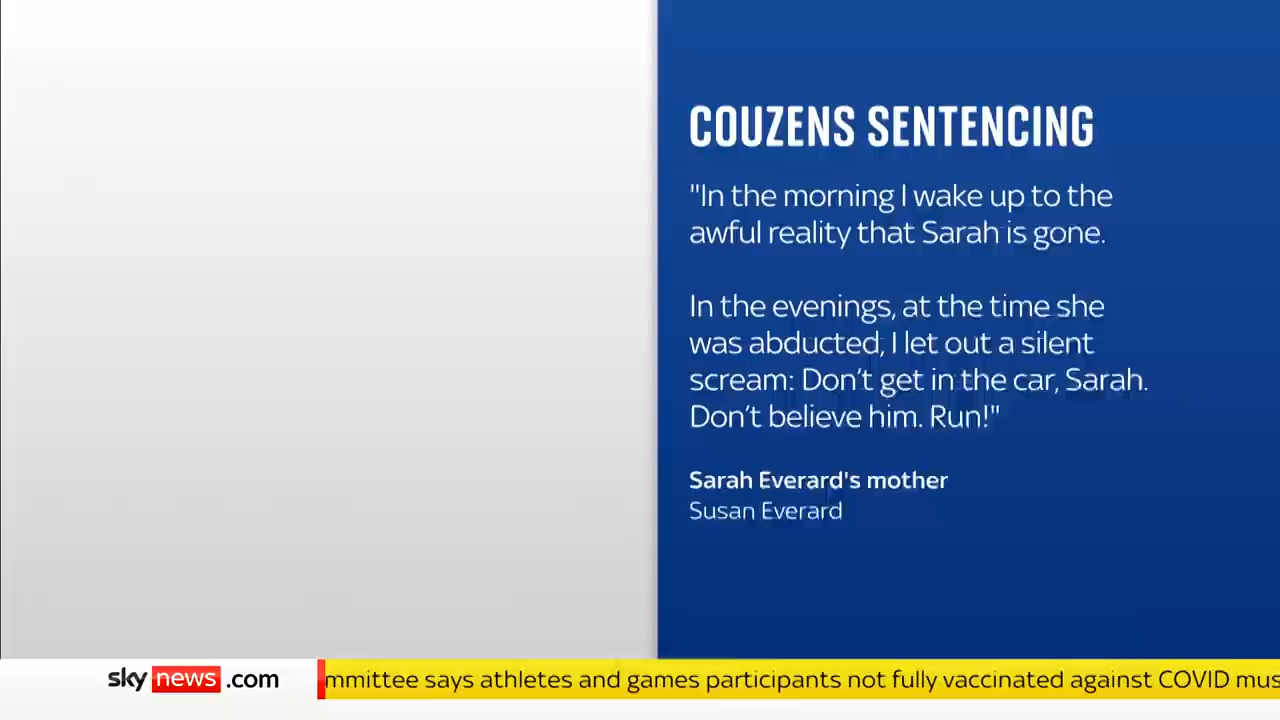 COUZENS SENTENCING
"In the morning I wake up to the
awful reality that Sarah is gone.
In the evenings, at the time she
was abducted, I let out a silent
scream: Don't get in the car, Sarah.
Don't believe him. Run!"
Sarah Everard's mother
Susan Everard
sky news .com
mmittee says athletes and games participants not fully vaccinated against COVID mus